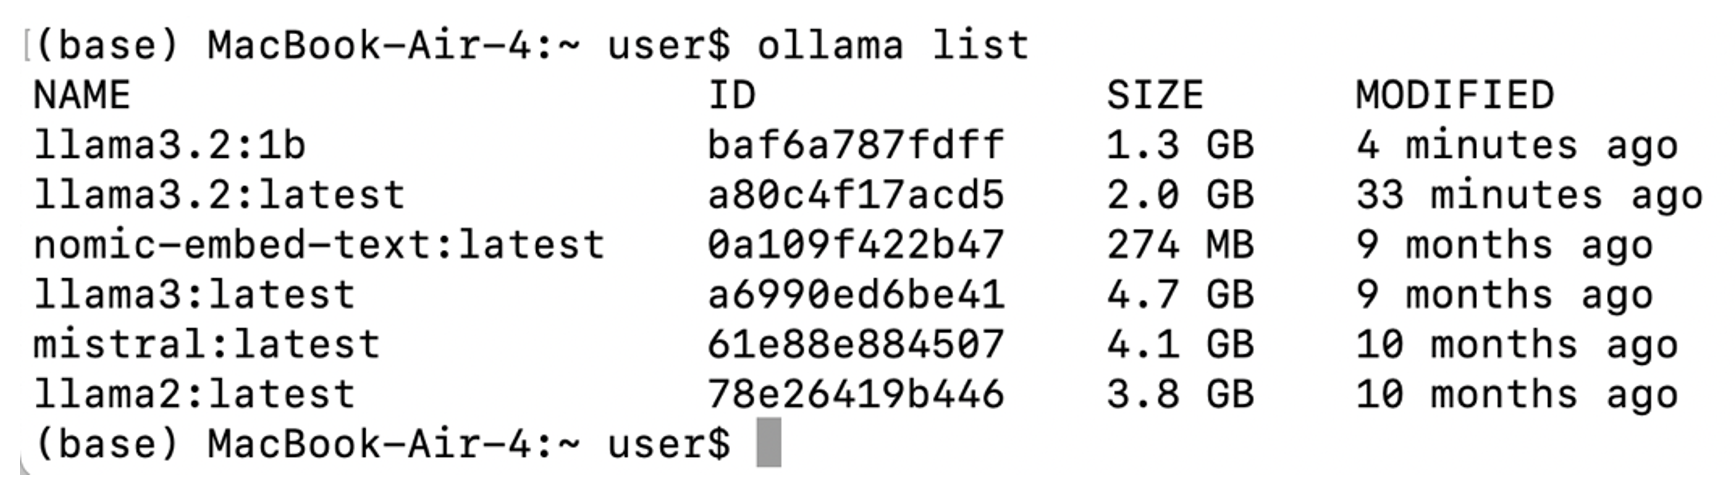 (base) MacBook-Air-4:~ user$ ollama list
NAME ID SIZE MODIFIED
llama3.2:1b baf6a787fdff 1.3 GB 4 minutes ago
llama3.2:latest a80c4f17acd5 2.0 GB 33 minutes ago
nomic-embed-text:latest 0a109f422b47 274 MB 9 months ago
llama3:latest a6990ed6be41 4.7 GB 9 months ago
mistral:latest 61e88e884507 4.1 GB 10 months ago
llama2:latest 78e26419b446 3.8 GB 10 months ago
(base) MacBook-Air-4:~ user$